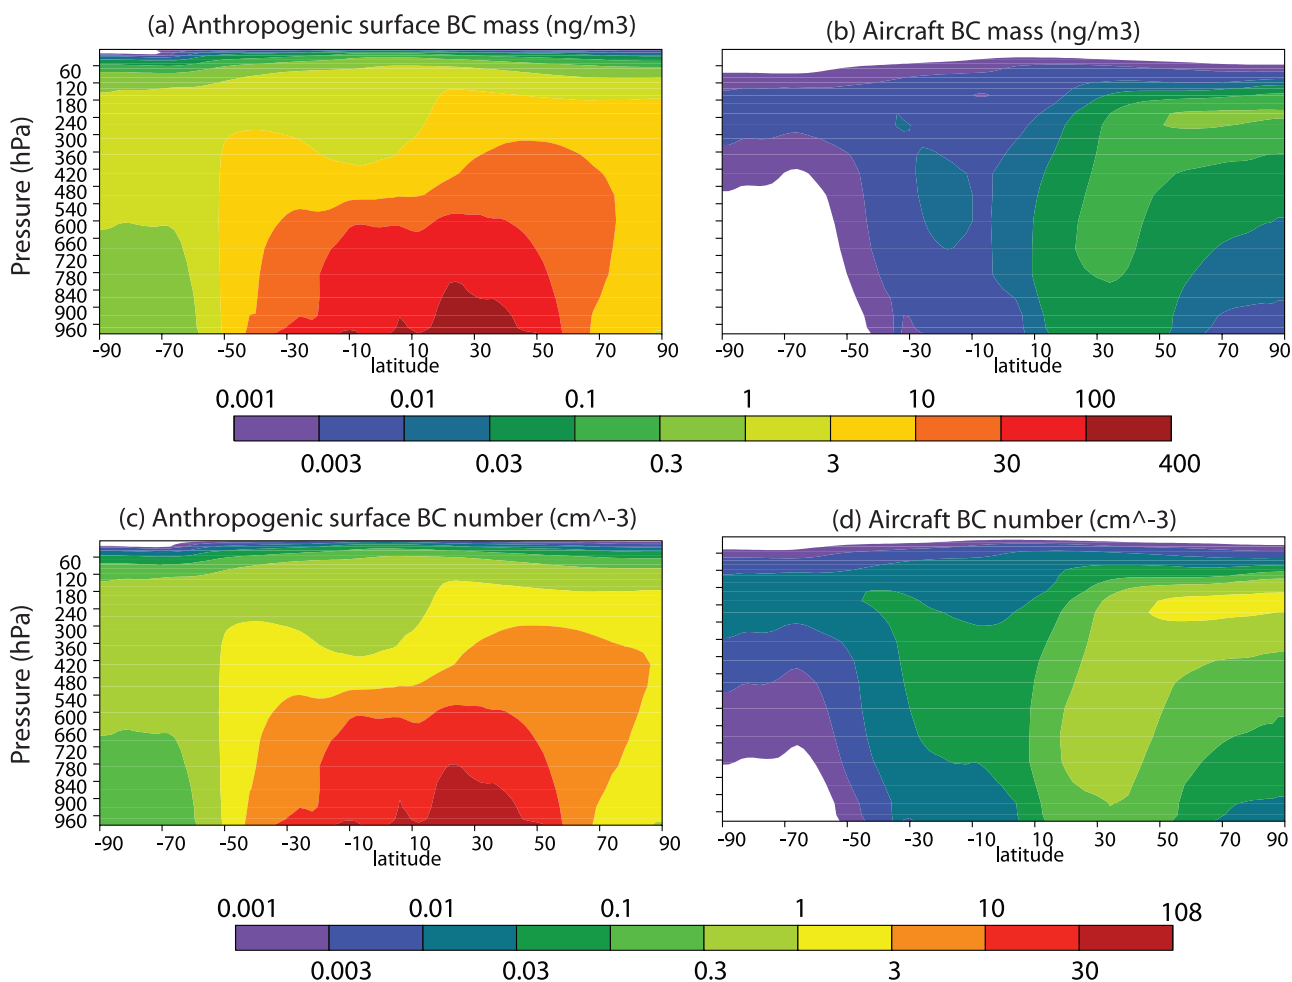 (a) Anthropogenic surface BC mass (ng/m3)
(b) Aircraft BC mass (ng/m3)
Pressure (hPa)
60
120
180
240
300
360
420
480
540
600
660
720
780
840
900
960
-90 -70 -50 -30 -10 10 30 50 70 90
latitude
-90 -70 -50 -30 -10 10 30 50 70 90
latitude
0.001 0.01 0.1 1 10 100
0.003 0.03 0.3 3 30 400
(c) Anthropogenic surface BC number (cm^-3)
(d) Aircraft BC number (cm^-3)
Pressure (hPa)
60
120
180
240
300
360
420
480
540
600
660
720
780
840
900
960
-90 -70 -50 -30 -10 10 30 50 70 90
latitude
-90 -70 -50 -30 -10 10 30 50 70 90
latitude
0.001 0.01 0.1 1 10 108
0.003 0.03 0.3 3 30